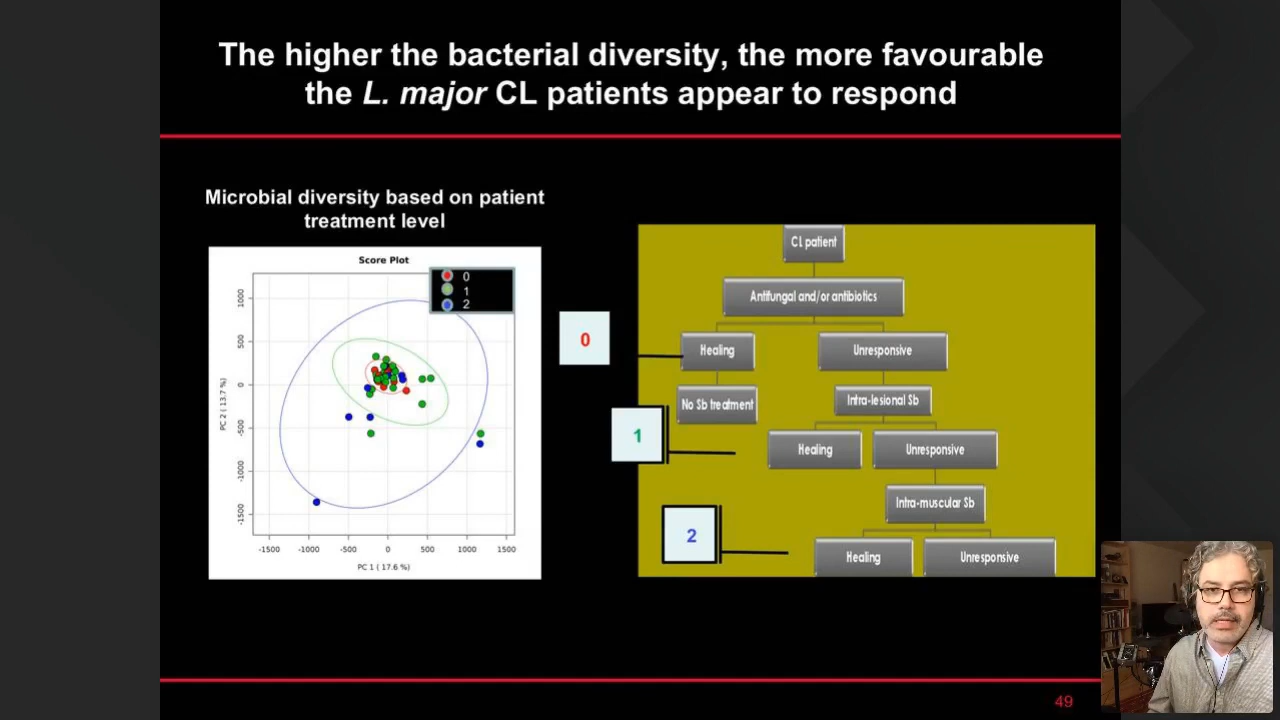 The higher the bacterial diversity, the more favourable
the L. major CL patients appear to respond
Microbial diversity based on patient
treatment level
Score Plot
0
1
2
1000
500
0
-500
-1000
-1500
PC 2 ( 13.7 %)
-1500 -1000 -500 0 500 1000 1500
PC 1 ( 17.6 %)
0
1
2
CL patient
Antifungal and/or antibiotics
Healing Unresponsive
No Sb treatment Intra-lesional Sb
Healing Unresponsive
Intra-muscular Sb
Healing Unresponsive
49